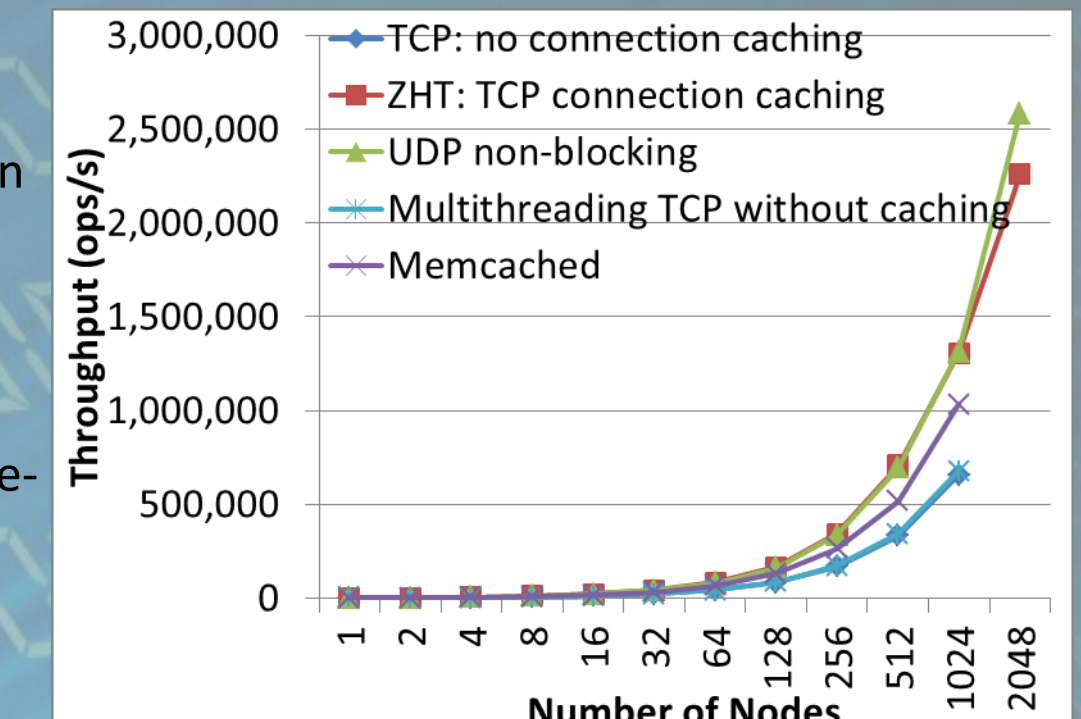 3,000,000
TCP: no connection caching
ZHT: TCP connection caching
2,500,000
UDP non-blocking
n
Multithreading TCP without caching
2,000,000
Memcached
Throughput (ops/s)
1,500,000
1,000,000
e-
500,000
0
1 2 4 8 16 32 64 128 256 512 1024 2048
Number of Nodes